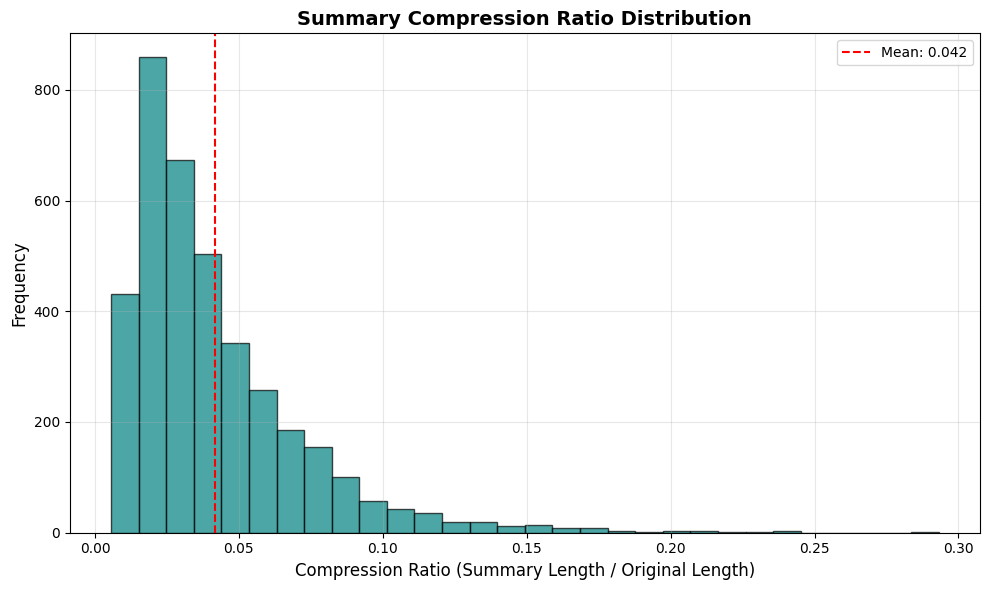 Summary Compression Ratio Distribution
Mean: 0.042
Frequency
800
600
400
200
0
0.00 0.05 0.10 0.15 0.20 0.25 0.30
Compression Ratio (Summary Length / Original Length)